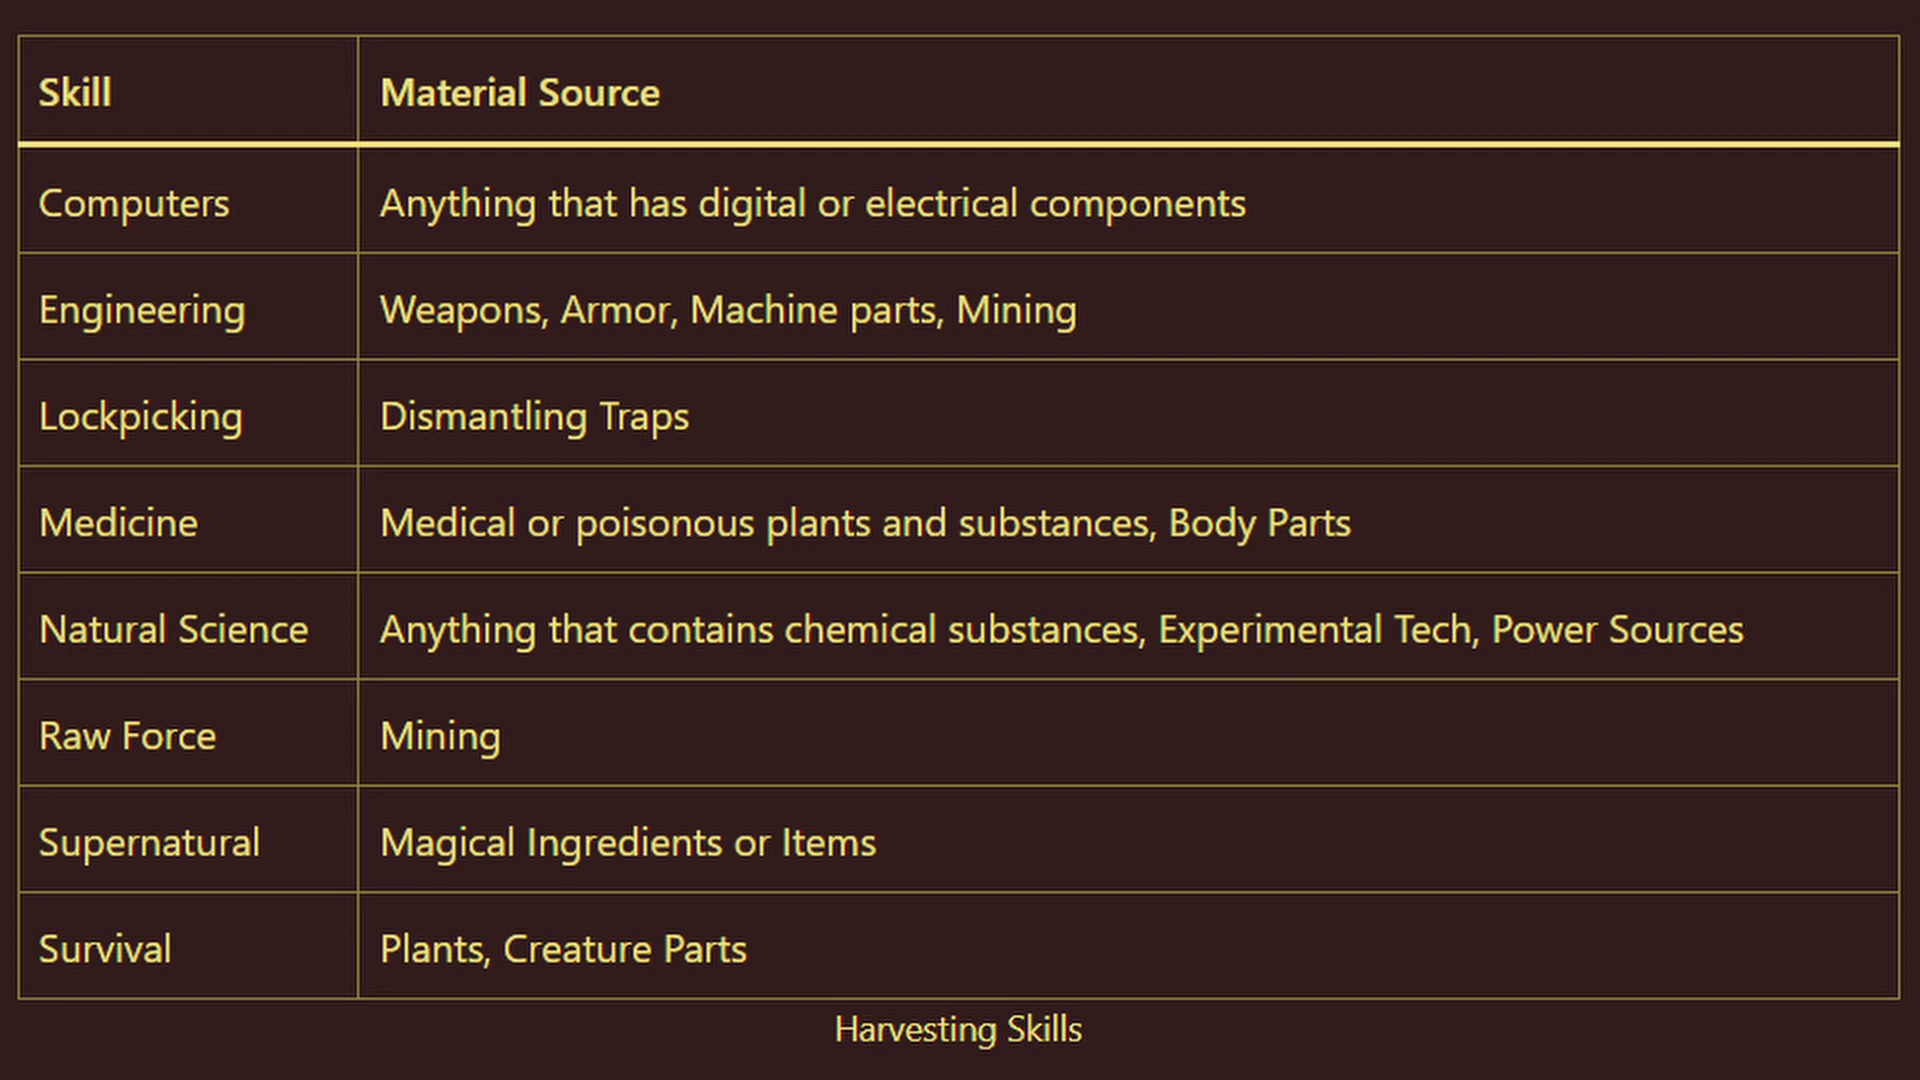 Skill Material Source
Computers Anything that has digital or electrical components
Engineering Weapons, Armor, Machine parts, Mining
Lockpicking Dismantling Traps
Medicine Medical or poisonous plants and substances, Body Parts
Natural Science Anything that contains chemical substances, Experimental Tech, Power Sources
Raw Force Mining
Supernatural Magical Ingredients or Items
Survival Plants, Creature Parts
Harvesting Skills